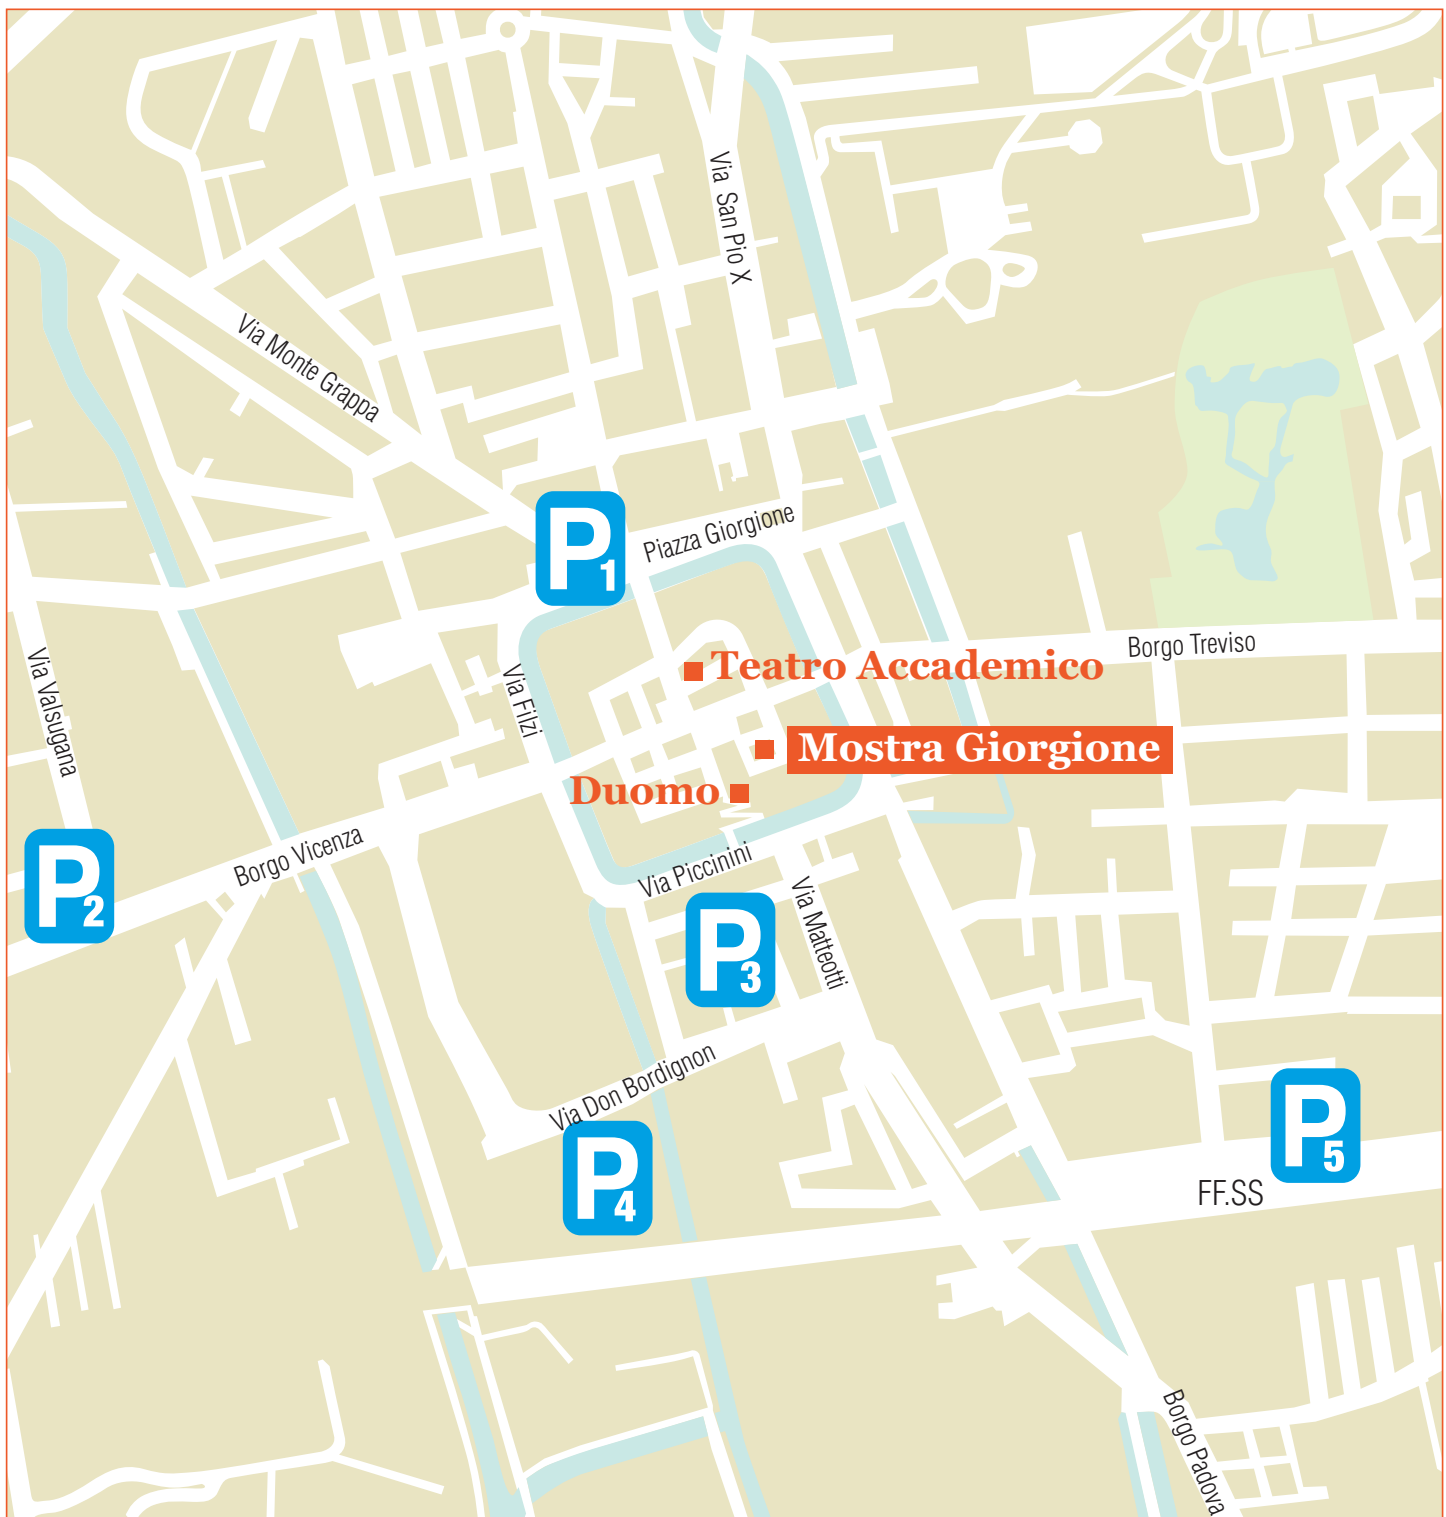 Via San Pio X
Via Monte Grappa
P1
Piazza Giorgione
Borgo Treviso
Via Valsugana
Via Filzi
Teatro Accademico
Mostra Giorgione
Duomo
Borgo Vicenza
P2
Via Piccinini
Via Matteotti
P3
Via Don Bordignon
P4
P5
FF.SS
Borgo Padova